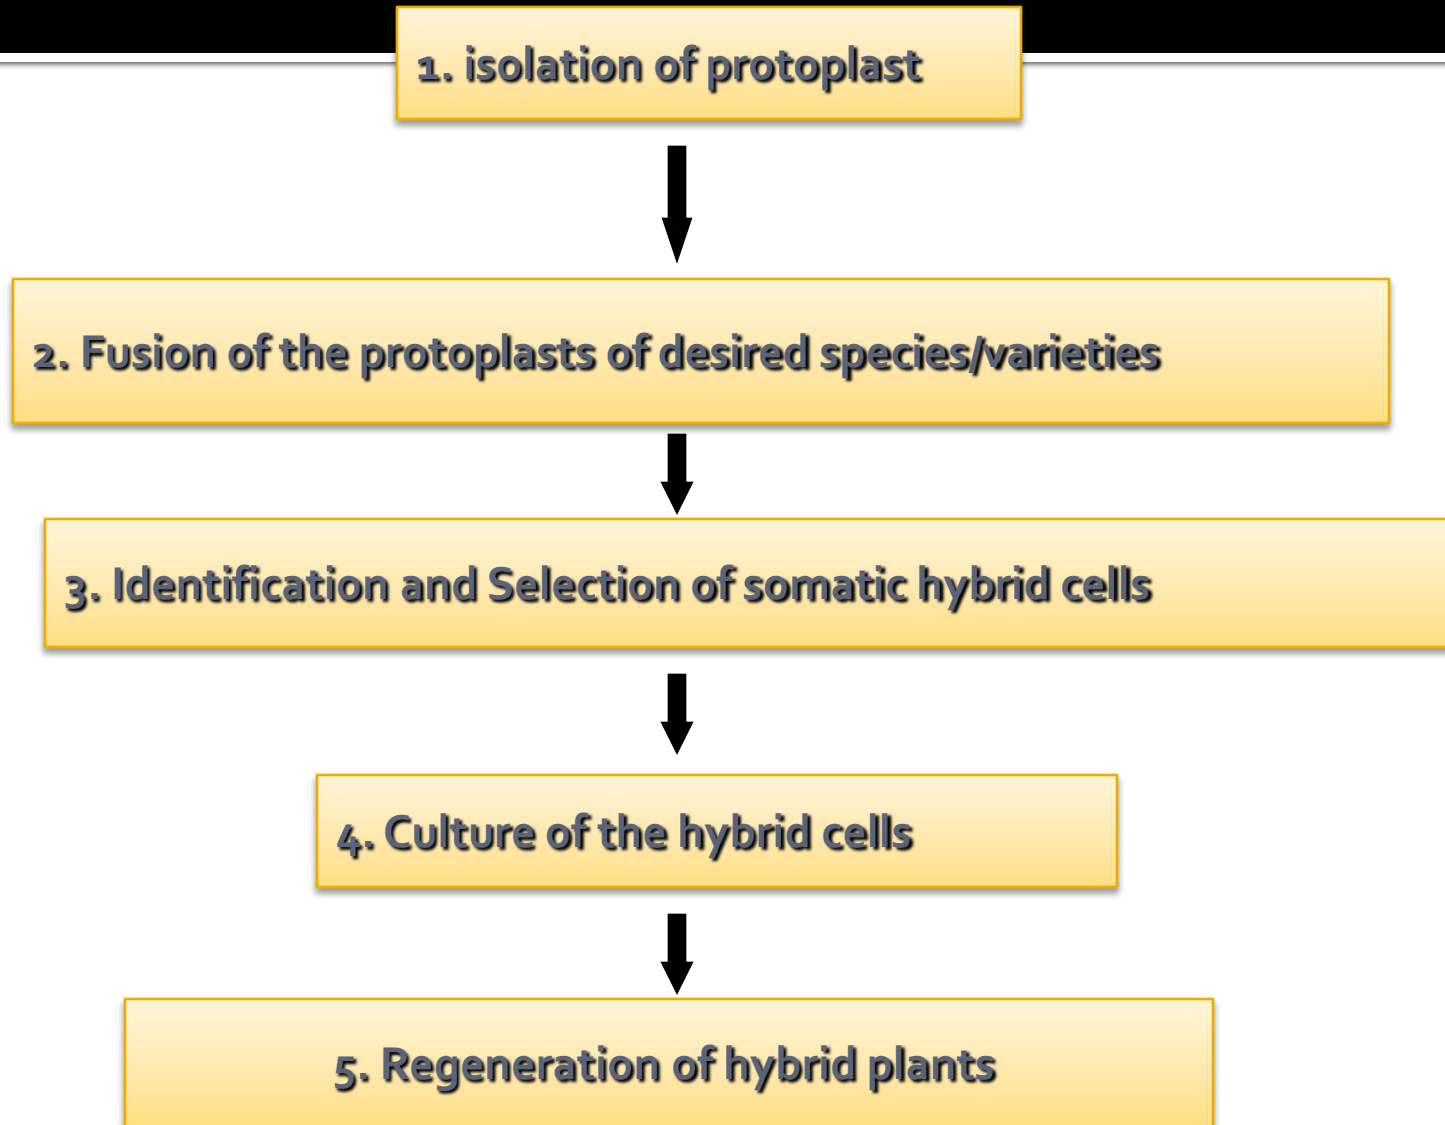 1. isolation of protoplast
2. Fusion of the protoplasts of desired species/varieties
3. Identification and Selection of somatic hybrid cells
4. Culture of the hybrid cells
5. Regeneration of hybrid plants